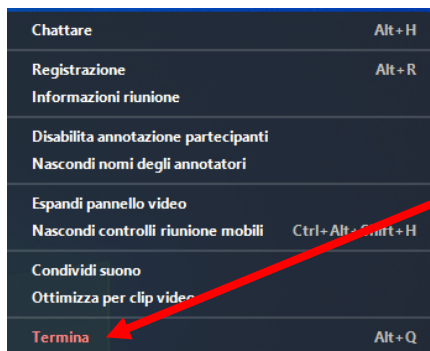 Chattare Alt+H
Registrazione Alt+R
Informazioni riunione
Disabilita annotazione partecipanti
Nascondi nomi degli annotatori
Espandi pannello video
Nascondi controlli riunione mobili Ctrl+Alt+Shift+H
Condividi suono
Ottimizza per clip video
Termina Alt+Q